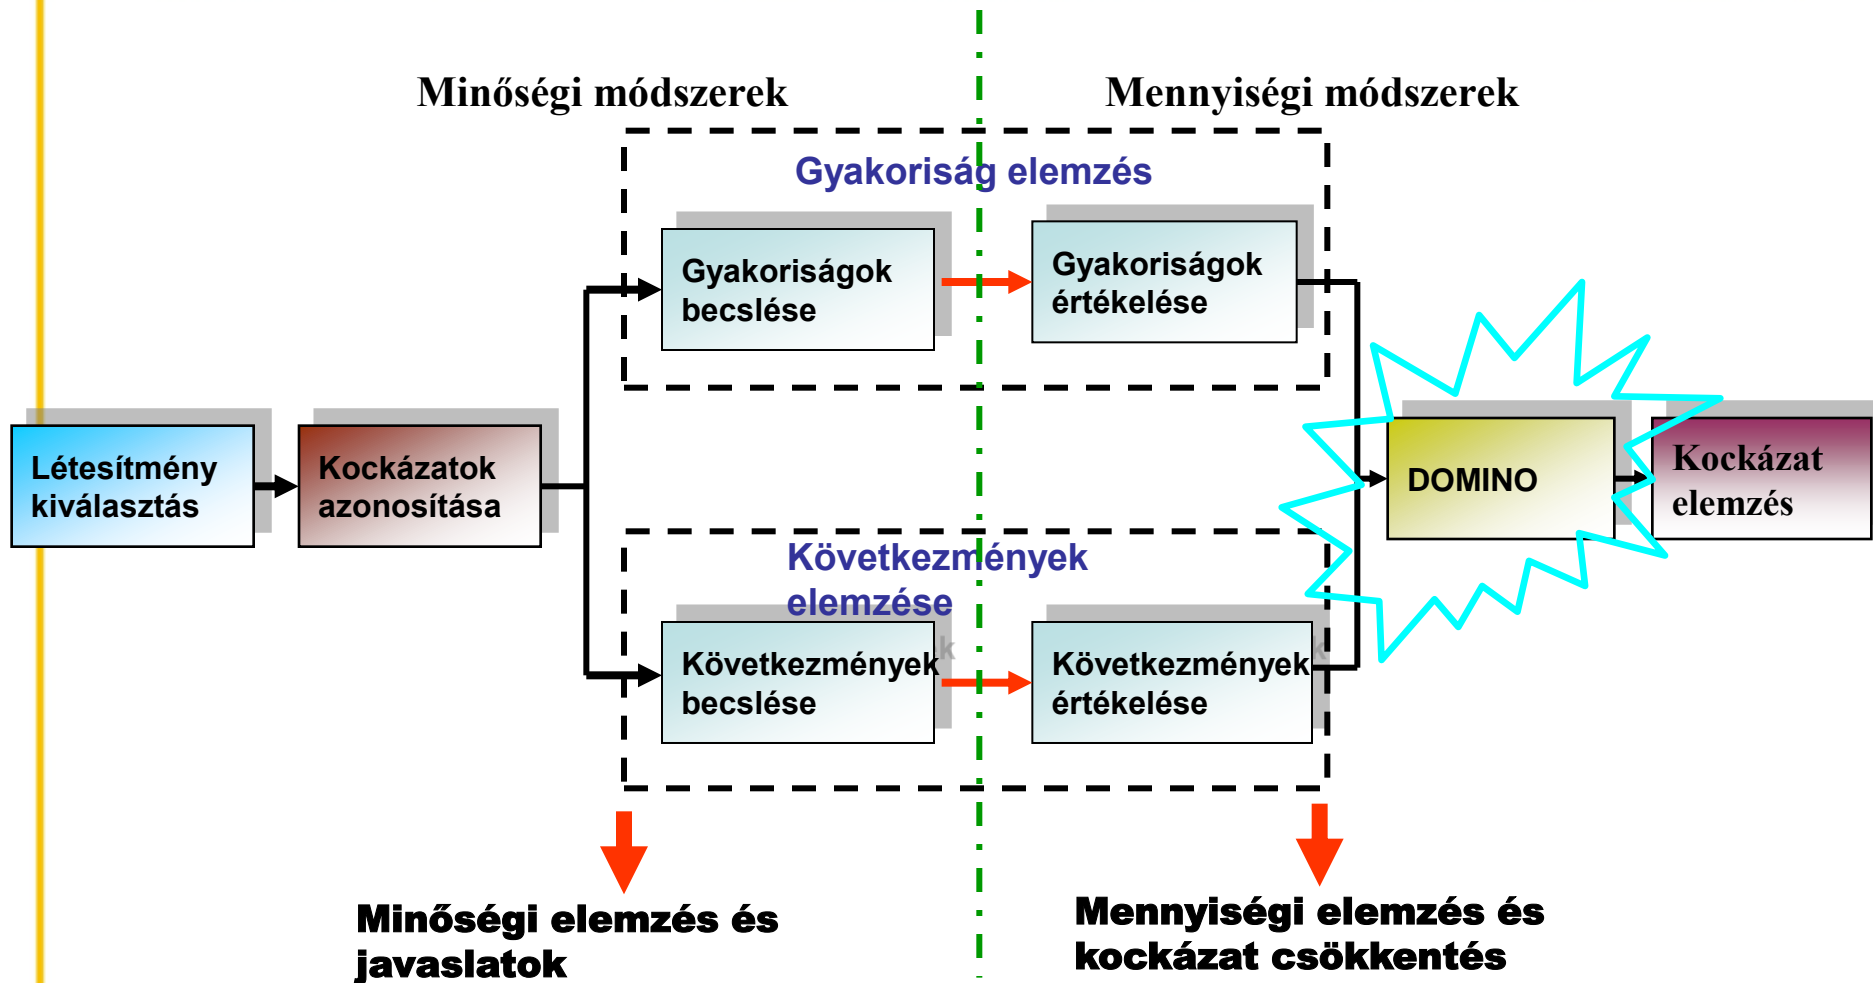 Minőségi módszerek
Mennyiségi módszerek
Gyakoriság elemzés
Gyakoriságok
becslése
Gyakoriságok
értékelése
Létesítmény
kiválasztás
Kockázatok
azonosítása
DOMINO
Kockázat
elemzés
Következmények
elemzése
Következmények
becslése
Következmények
értékelése
Minőségi elemzés és
javaslatok
Mennyiségi elemzés és
kockázat csökkentés